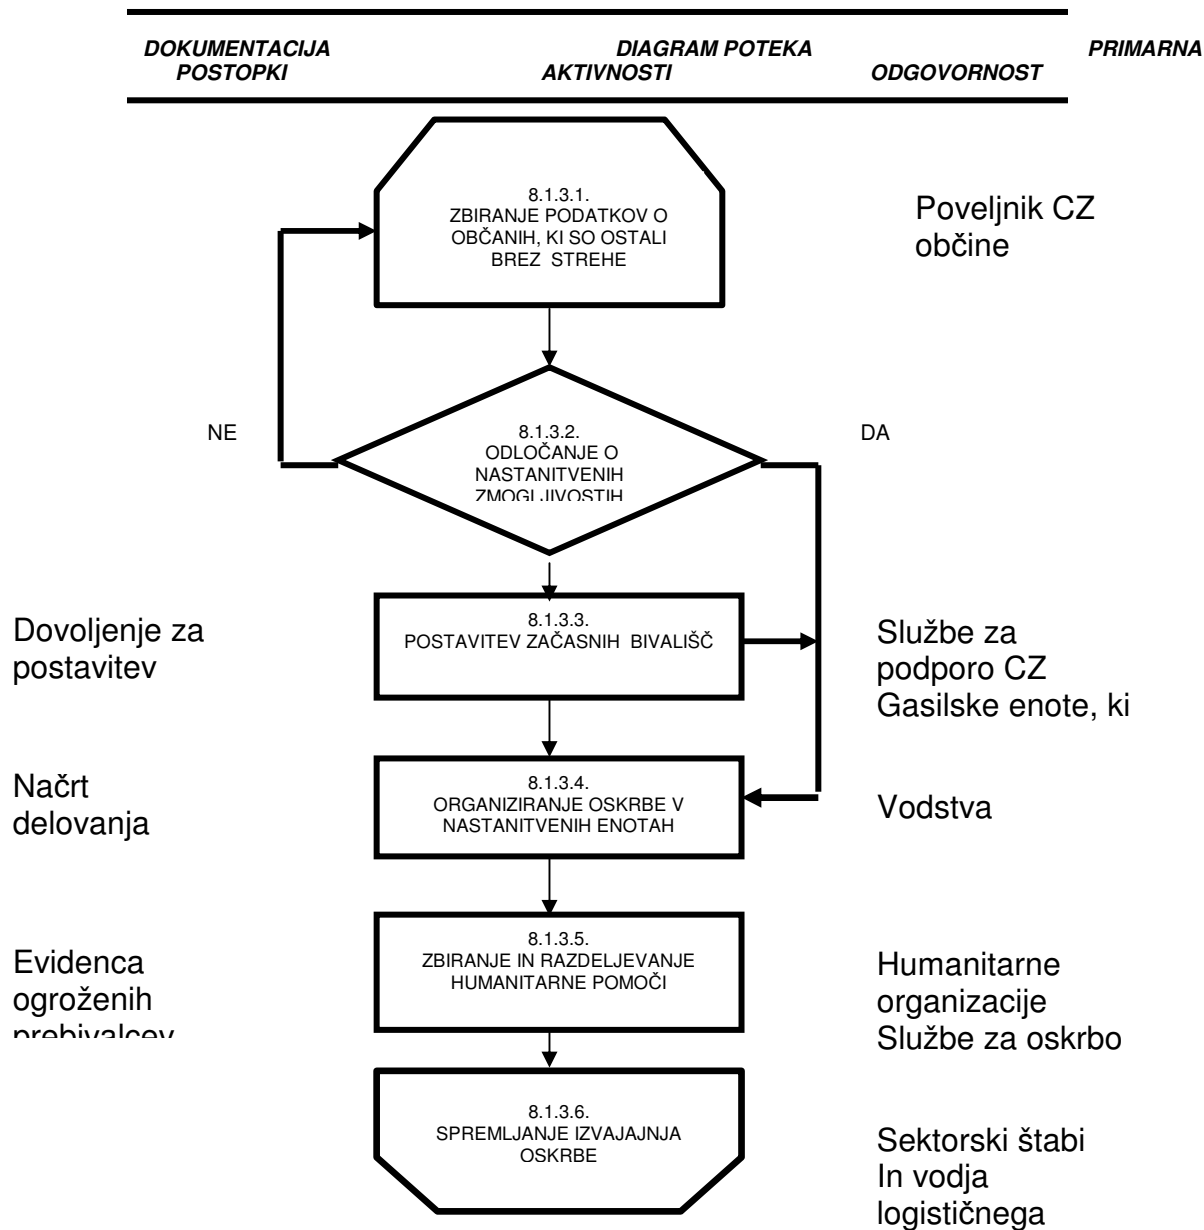 DOKUMENTACIJA DIAGRAM POTEKA PRIMARNA
POSTOPKI AKTIVNOSTI ODGOVORNOST
8.1.3.1.
ZBIRANJE PODATKOV O
OBČANIH, KI SO OSTALI
BREZ STREHE
Poveljnik CZ
občine
NE
8.1.3.2.
ODLOČANJE O
NASTANITVENIH
ZMOGLJIVOSTIH
DA
Dovoljenje za
postavitev
8.1.3.3.
POSTAVITEV ZAČASNIH BIVALIŠČ
Službe za
podporo CZ
Gasilske enote, ki
Načrt
delovanja
8.1.3.4.
ORGANIZIRANJE OSKRBE V
NASTANITVENIH ENOTAH
Vodstva
Evidenca
ogroženih
prebivalcev
8.1.3.5.
ZBIRANJE IN RAZDELJEVANJE
HUMANITARNE POMOČI
Humanitarne
organizacije
Službe za oskrbo
8.1.3.6.
SPREMLJANJE IZVAJAJNJA
OSKRBE
Sektorski štabi
In vodja
logističnega